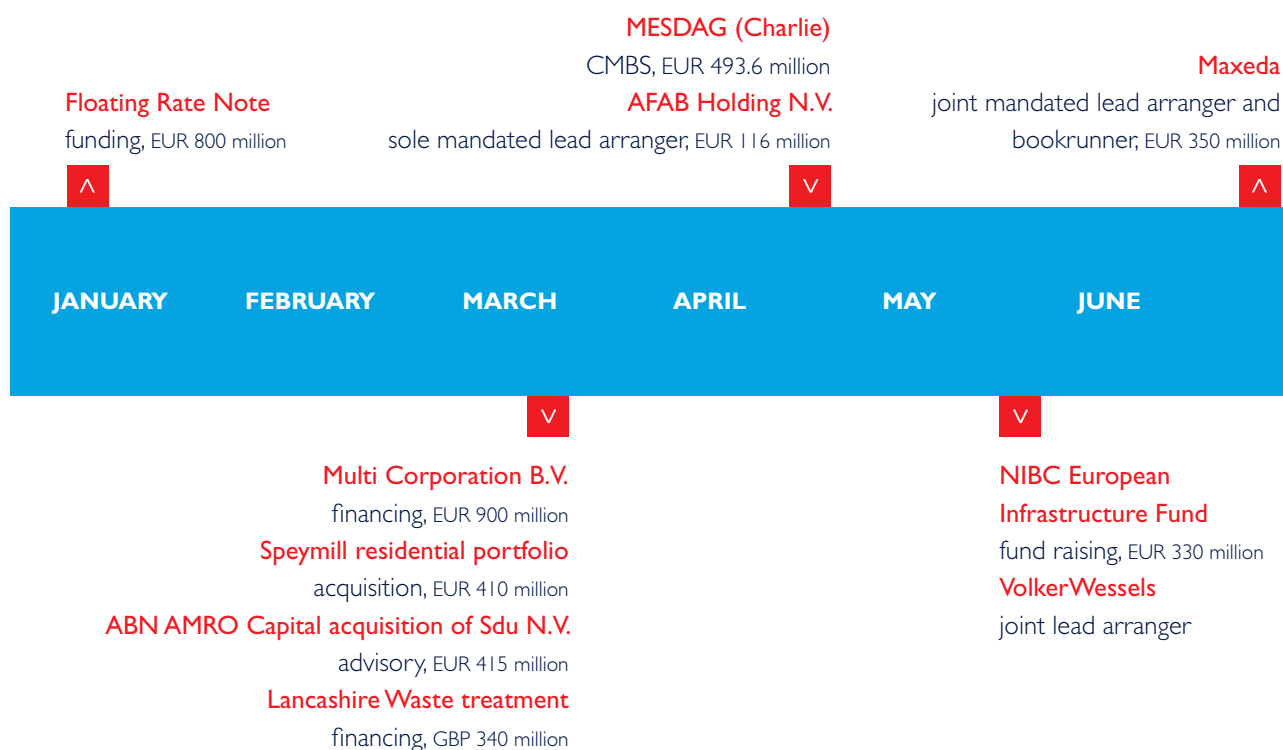 MESDAG (Charlie)
CMBS, EUR 493.6 million
AFAB Holding N.V.
sole mandated lead arranger, EUR 116 million
Maxeda
joint mandated lead arranger and
bookrunner, EUR 350 million
Floating Rate Note
funding, EUR 800 million
>
>
>
JANUARY
FEBRUARY
MARCH
APRIL
MAY
JUNE
>
>
Multi Corporation B.V.
financing, EUR 900 million
Speymill residential portfolio
acquisition, EUR 410 million
ABN AMRO Capital acquisition of Sdu N.V.
advisory, EUR 415 million
Lancashire Waste treatment
financing, GBP 340 million
NIBC European
Infrastructure Fund
fund raising, EUR 330 million
VolkerWessels
joint lead arranger